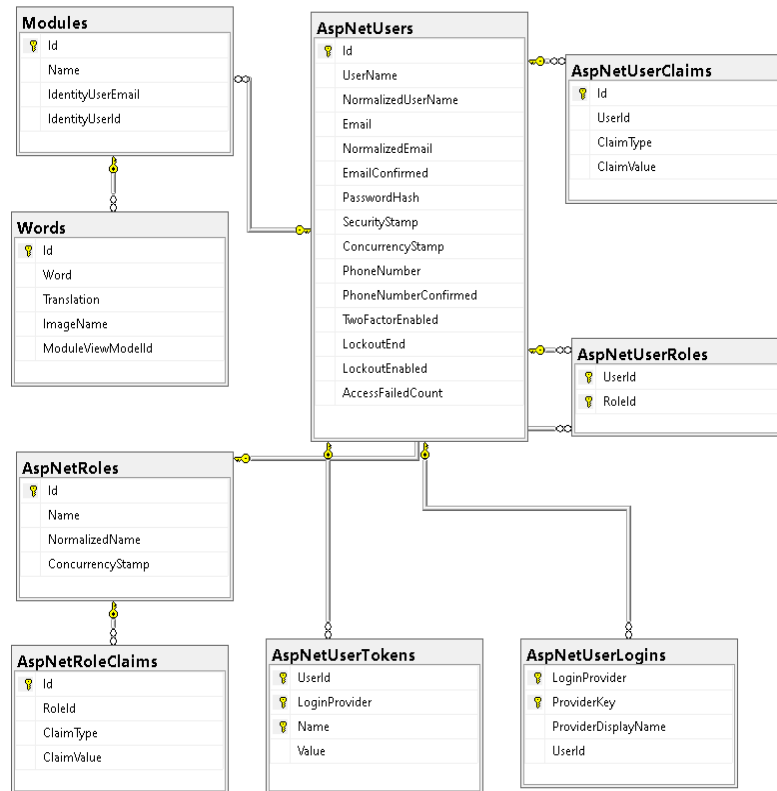 Modules
Id
Name
IdentityUserEmail
IdentityUserId
AspNetUsers
Id
UserName
NormalizedUserName
Email
NormalizedEmail
EmailConfirmed
PasswordHash
SecurityStamp
ConcurrencyStamp
PhoneNumber
PhoneNumberConfirmed
TwoFactorEnabled
LockoutEnd
LockoutEnabled
AccessFailedCount
AspNetUserClaims
Id
UserId
ClaimType
ClaimValue
Words
Id
Word
Translation
ImageName
ModuleViewModelId
AspNetUserRoles
UserId
RoleId
AspNetRoles
Id
Name
NormalizedName
ConcurrencyStamp
AspNetRoleClaims
Id
RoleId
ClaimType
ClaimValue
AspNetUserTokens
UserId
LoginProvider
Name
Value
AspNetUserLogins
LoginProvider
ProviderKey
ProviderDisplayName
UserId